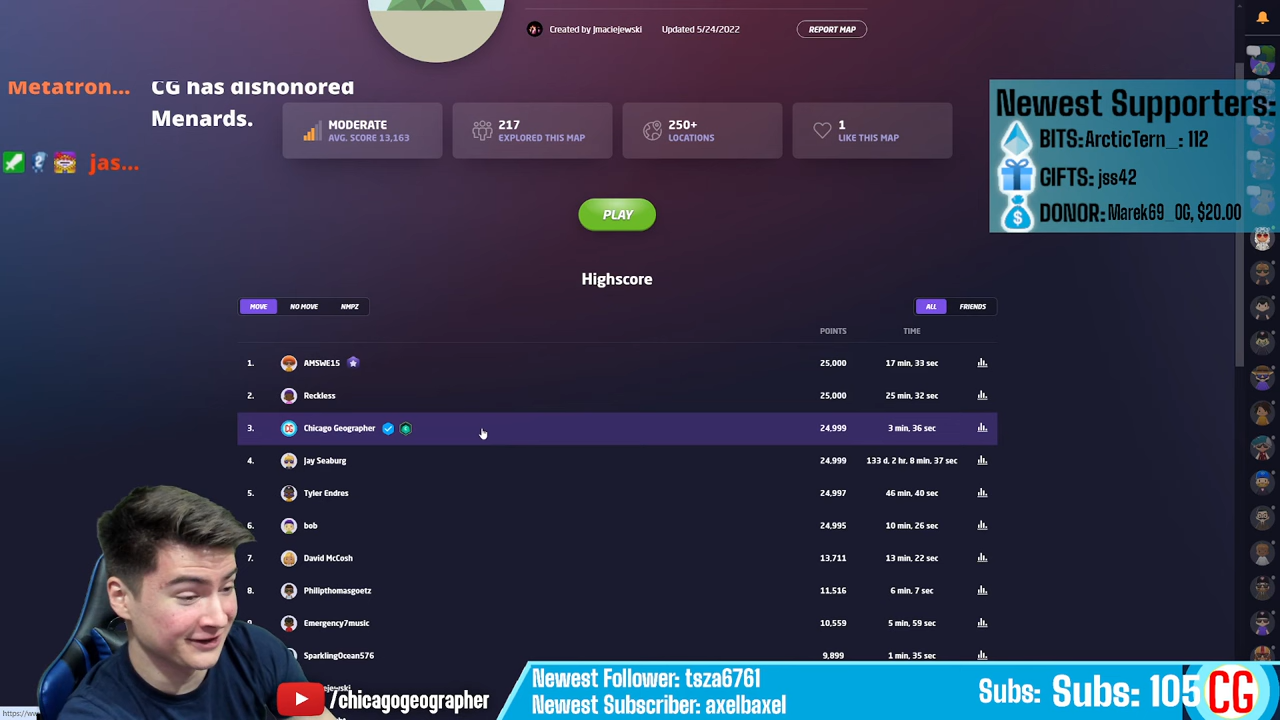 Created by Jmaciejewski
Updated 5/24/2022
REPORT MAP
Metatron... CG has dishonored
Menards.
jas...
MODERATE
AVG. SCORE 13,163
217
EXPLORED THIS MAP
250+
LOCATIONS
1
LIKE THIS MAP
Newest Supporters:
BITS:ArcticTern_: 112
GIFTS: jss42
DONOR: Marek69_OG, $20.00
PLAY
Highscore
MOVE NO MOVE NMPZ
ALL FRIENDS
POINTS TIME
1. AMSWE15 25,000 17 min, 33 sec
2. Reckless 25,000 25 min, 32 sec
3. Chicago Geographer 24,999 3 min, 36 sec
4. Jay Seaburg 24,999 133 d, 2 hr, 8 min, 37 sec
5. Tyler Endres 24,997 46 min, 40 sec
6. bob 24,995 10 min, 26 sec
7. David McCosh 13,711 13 min, 22 sec
8. Philipthomasgoetz 11,516 6 min, 7 sec
9. Emergency7music 10,559 5 min, 59 sec
SparklingOcean576 9,899 1 min, 35 sec
/chicagogeographer
Newest Follower: tsza6761
Newest Subscriber: axelbaxel
Subs: Subs: 105
CG